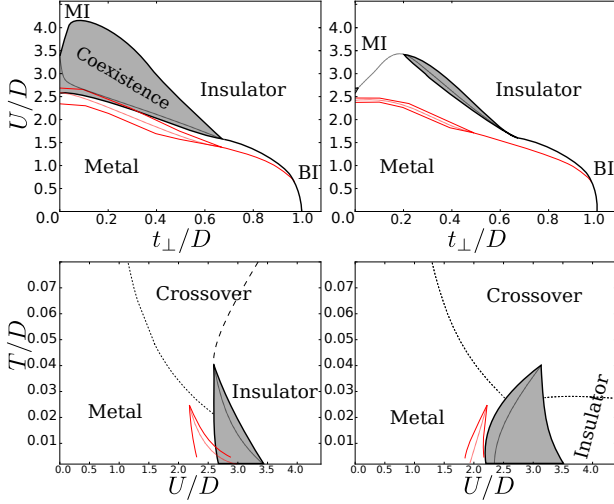 MI
MI
Coexistence
Insulator
Insulator
Metal
Metal
BI
BI
U/D
4.0
3.5
3.0
2.5
2.0
1.5
1.0
0.5
0.0
0.2 0.4 0.6 0.8 1.0
0.0 0.2 0.4 0.6 0.8 1.0
t⊥/D
t⊥/D
Crossover
Crossover
Insulator
Insulator
Metal
Metal
T/D
0.07
0.06
0.05
0.04
0.03
0.02
0.01
0.0 0.5 1.0 1.5 2.0 2.5 3.0 3.5 4.0
0.0 0.5 1.0 1.5 2.0 2.5 3.0 3.5 4.0
U/D
U/D